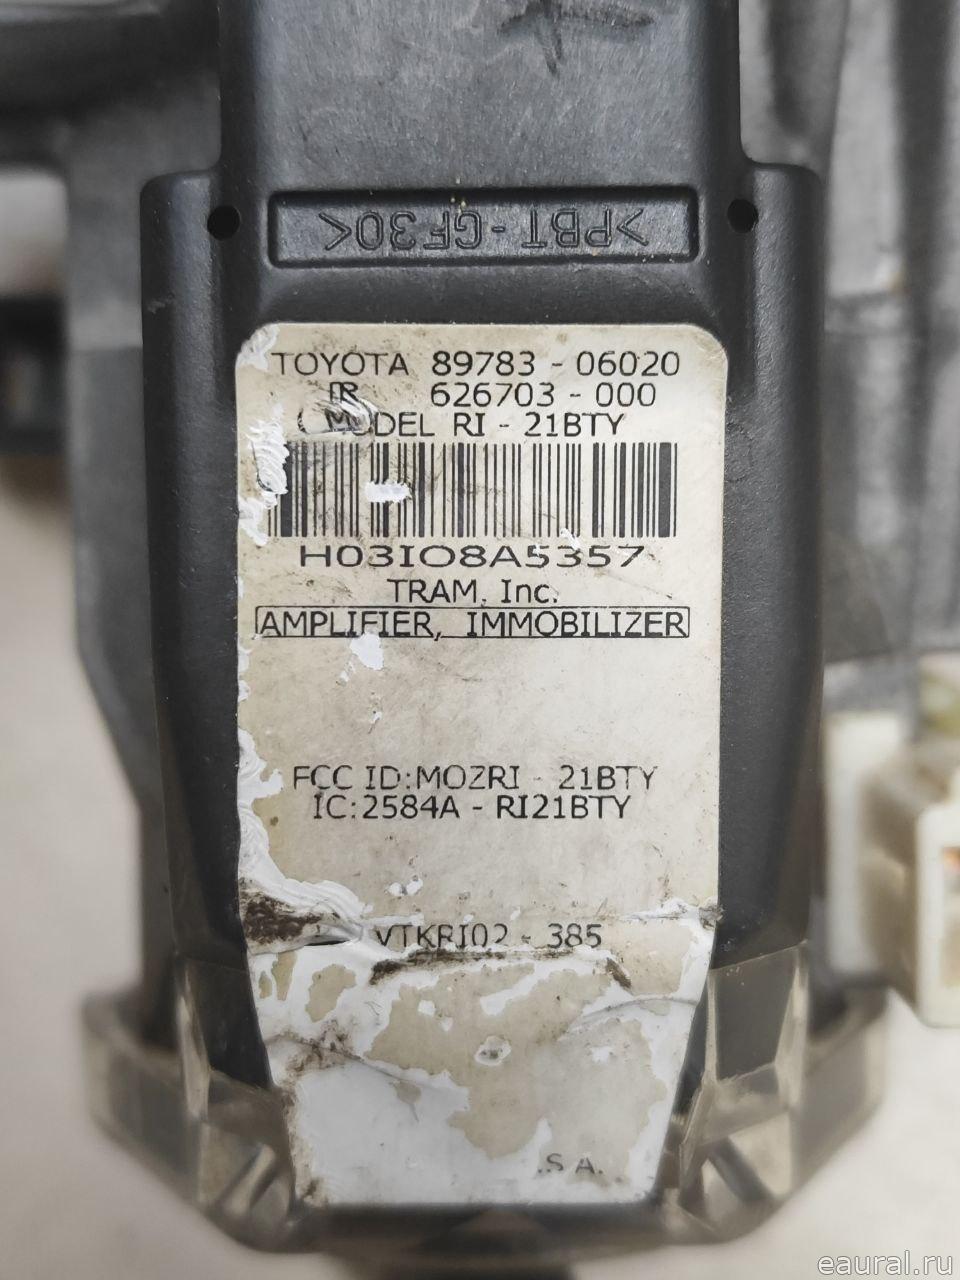 >PBT-GF30<
TOYOTA 89783 - 06020
626703 - 000
MODEL RI - 21BTY
H03I08A5357
TRAM, Inc.
AMPLIFIER, IMMOBILIZER
FCC ID:MOZRI - 21BTY
IC:2584A - RI21BTY
VTKRI02 - 385
.S A.
eaural.ru